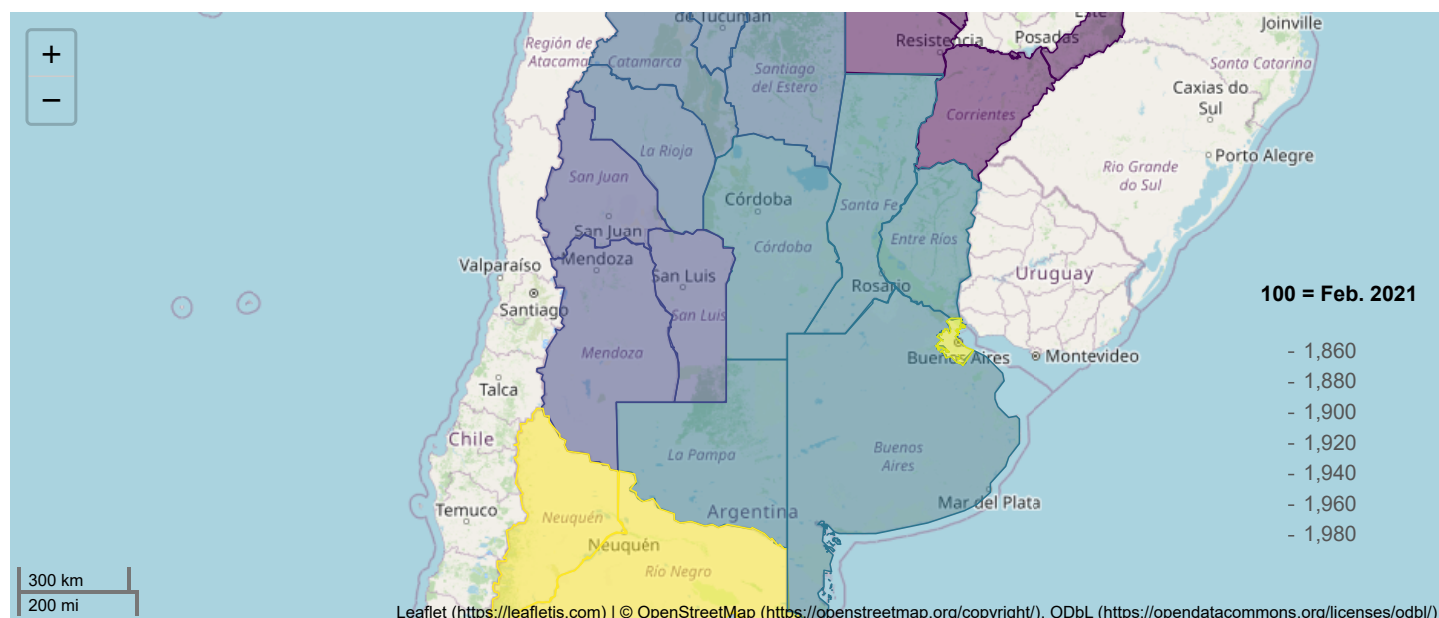 +
−
de Tucumán
Este
Joinville
Región de
Atacama
Catamarca
Resistencia
Posadas
Santa Catarina
Santiago
del Estero
Caxias do
Sul
Corrientes
La Rioja
Porto Alegre
Rio Grande
do Sul
San Juan
Córdoba
Santa Fe
San Juan
Córdoba
Entre Ríos
Valparaíso
Mendoza
San Luis
Uruguay
Rosario
100 = Feb. 2021
Santiago
San Luis
Mendoza
Buenos Aires
Montevideo
- 1,860
- 1,880
Talca
- 1,900
Chile
- 1,920
La Pampa
Buenos
Aires
- 1,940
Mar del Plata
- 1,960
Temuco
Argentina
Neuquén
- 1,980
Neuquén
Río Negro
300 km
200 mi
Leaflet (https://leafletjs.com) | © OpenStreetMap (https://openstreetmap.org/copyright/), ODbL (https://opendatacommons.org/licenses/odbl/)